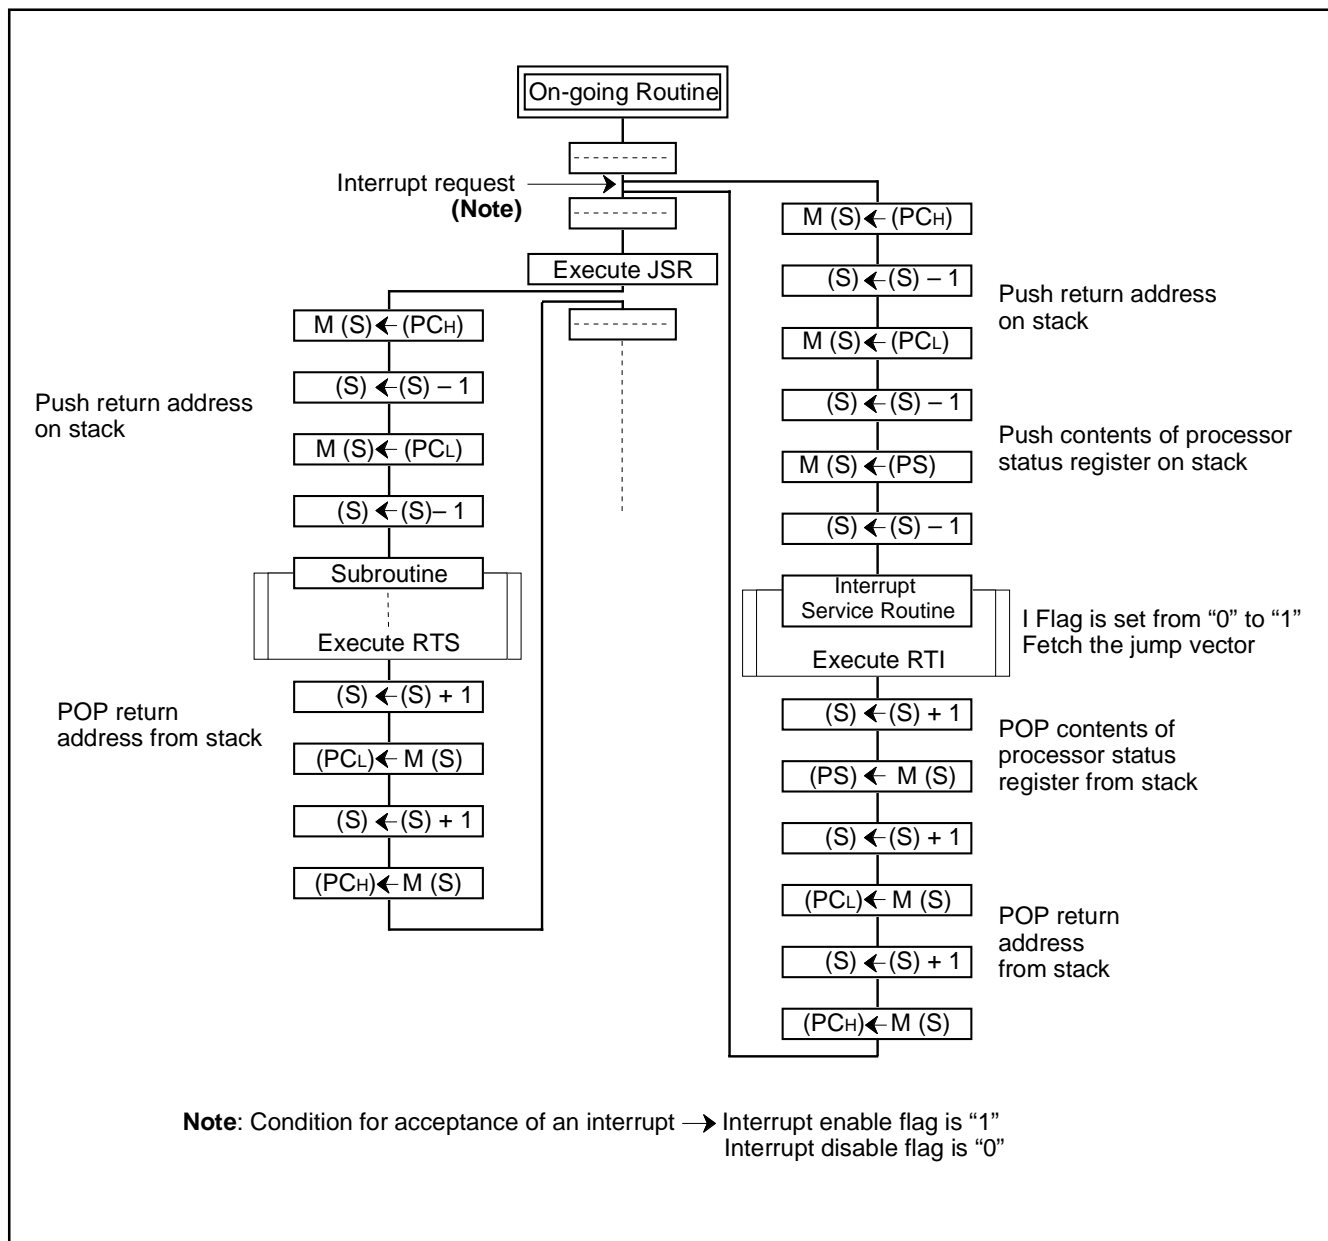 On-going Routine
Interrupt request
(Note)
Execute JSR
M (S) ← (PCH)
(S) ← (S) – 1
M (S) ← (PCL)
(S) ← (S)– 1
Push return address
on stack
Subroutine
Execute RTS
(S) ← (S) + 1
(PCL) ← M (S)
(S) ← (S) + 1
(PCH) ← M (S)
POP return
address from stack
M (S) ← (PCH)
(S) ← (S) – 1
M (S) ← (PCL)
(S) ← (S) – 1
M (S) ← (PS)
(S) ← (S) – 1
Push return address
on stack
Push contents of processor
status register on stack
Interrupt
Service Routine
Execute RTI
I Flag is set from “0” to “1”
Fetch the jump vector
(S) ← (S) + 1
(PS) ← M (S)
(S) ← (S) + 1
(PCL) ← M (S)
(S) ← (S) + 1
(PCH) ← M (S)
POP contents of
processor status
register from stack
POP return
address
from stack
Note: Condition for acceptance of an interrupt → Interrupt enable flag is “1”
Interrupt disable flag is “0”